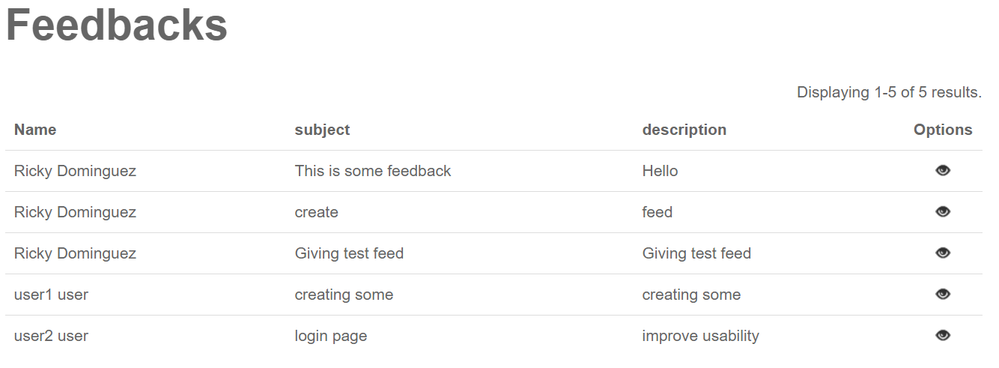 Feedbacks
Displaying 1-5 of 5 results.
Name subject description Options
Ricky Dominguez This is some feedback Hello
Ricky Dominguez create feed
Ricky Dominguez Giving test feed Giving test feed
user1 user creating some creating some
user2 user login page improve usability